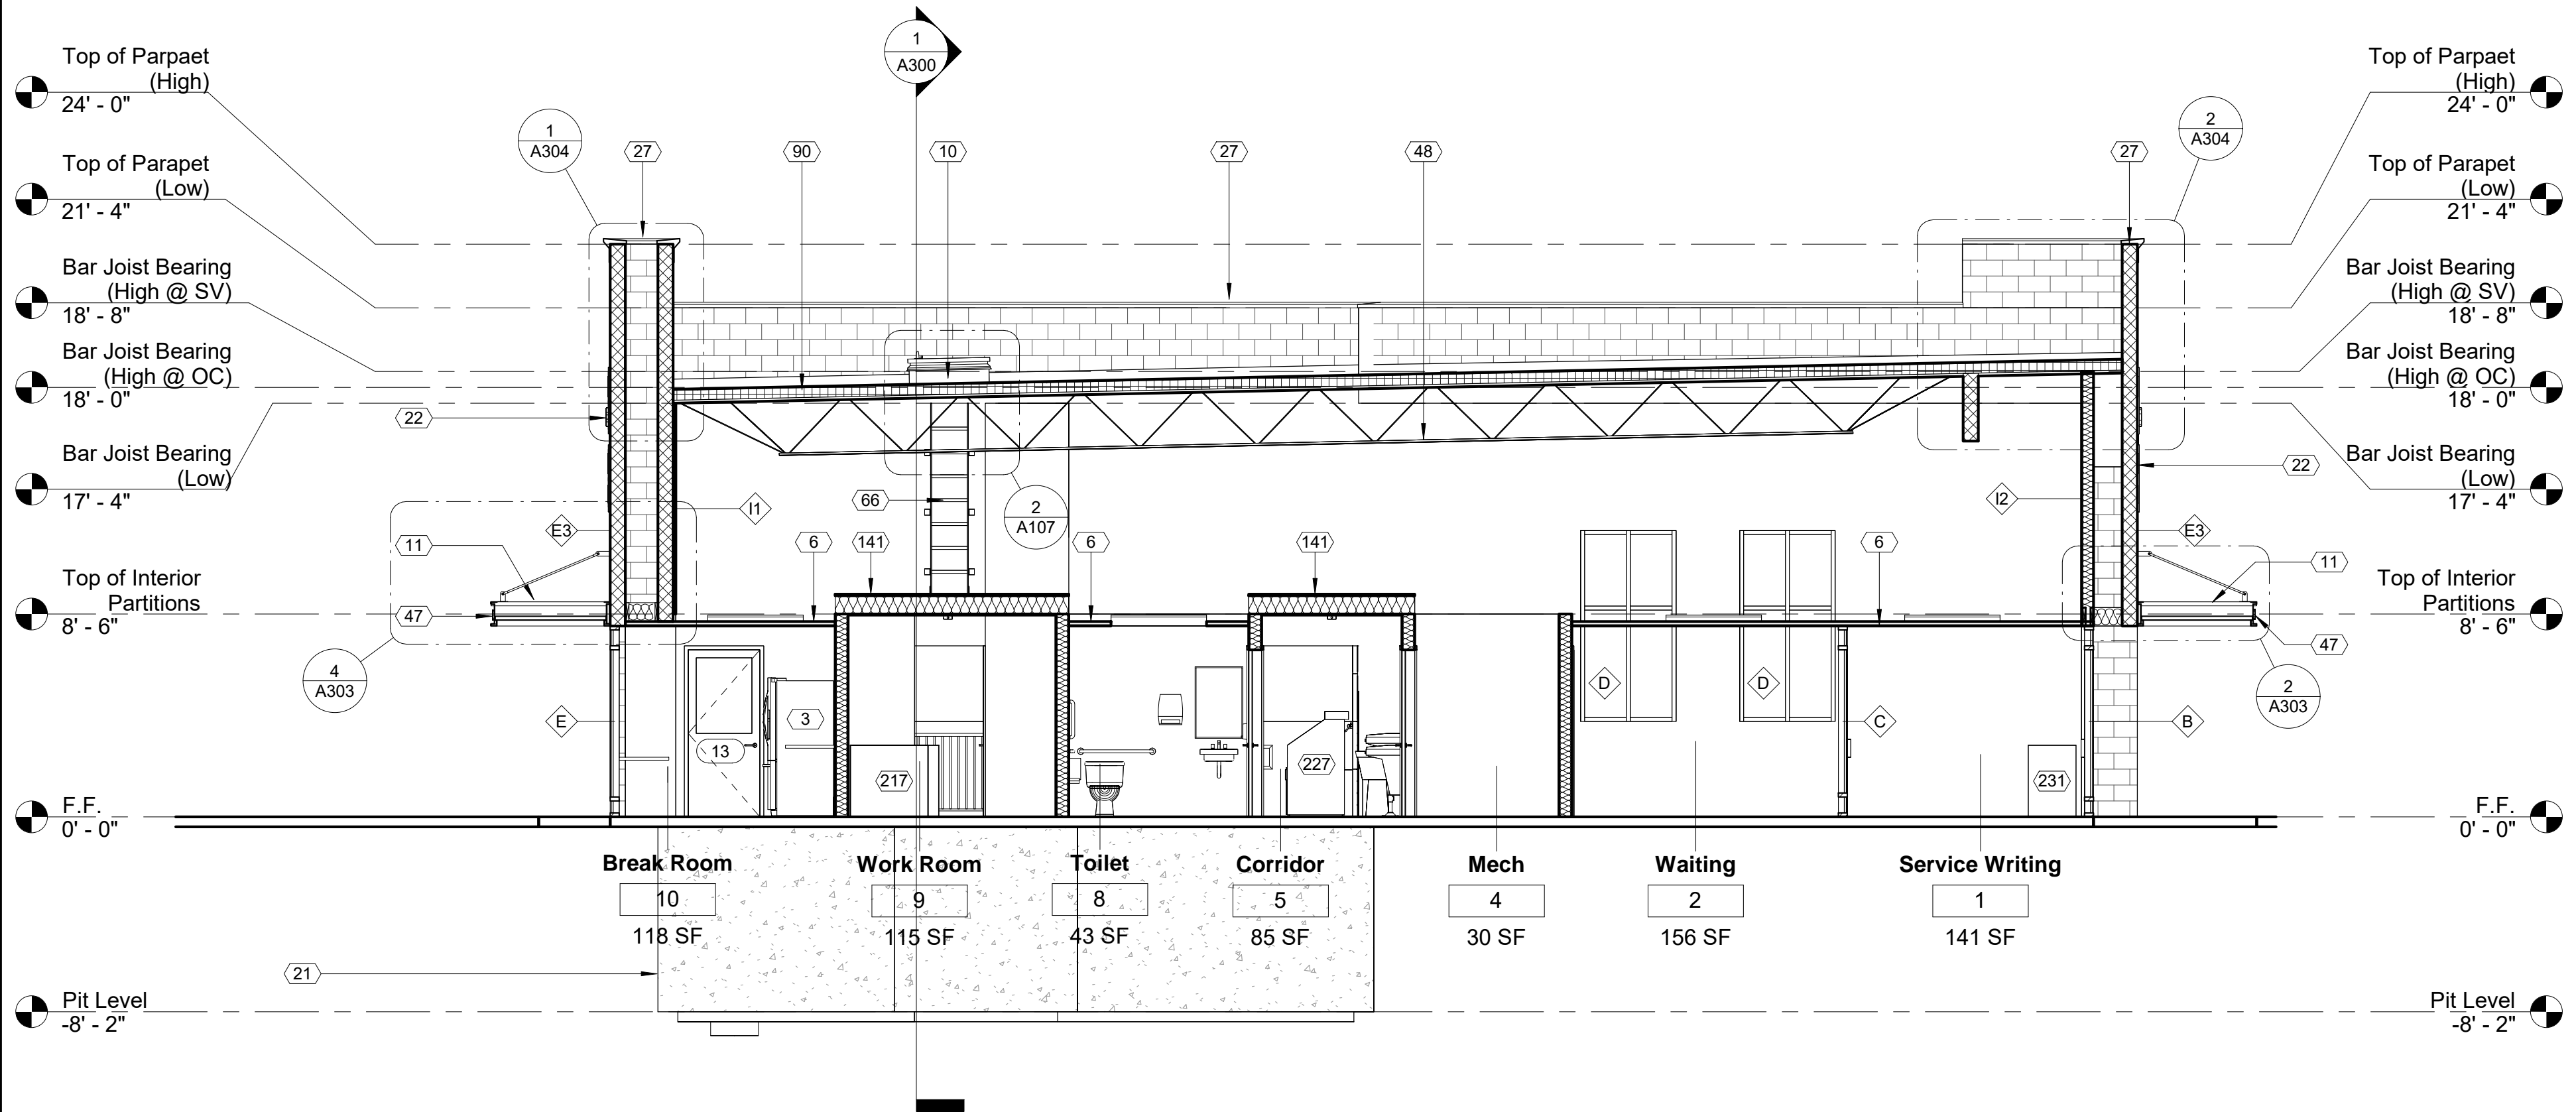 1
A300
Top of Parpaet
(High)
24' - 0"
Top of Parapet
(Low)
21' - 4"
Bar Joist Bearing
(High @ SV)
18' - 8"
Bar Joist Bearing
(High @ OC)
18' - 0"
Bar Joist Bearing
(Low)
17' - 4"
Top of Interior
Partitions
8' - 6"
F.F.
0' - 0"
Pit Level
-8' - 2"
1
A304
27
90
10
27
48
27
2
A304
22
66
2
A107
I1
E3
11
47
4
A303
6
141
6
141
6
I2
22
E3
11
47
2
A303
E
13
3
217
227
D
D
C
231
B
Break Room
10
118 SF
Work Room
9
115 SF
Toilet
8
43 SF
Corridor
5
85 SF
Mech
4
30 SF
Waiting
2
156 SF
Service Writing
1
141 SF
21
Top of Parpaet
(High)
24' - 0"
Top of Parapet
(Low)
21' - 4"
Bar Joist Bearing
(High @ SV)
18' - 8"
Bar Joist Bearing
(High @ OC)
18' - 0"
Bar Joist Bearing
(Low)
17' - 4"
Top of Interior
Partitions
8' - 6"
F.F.
0' - 0"
Pit Level
-8' - 2"